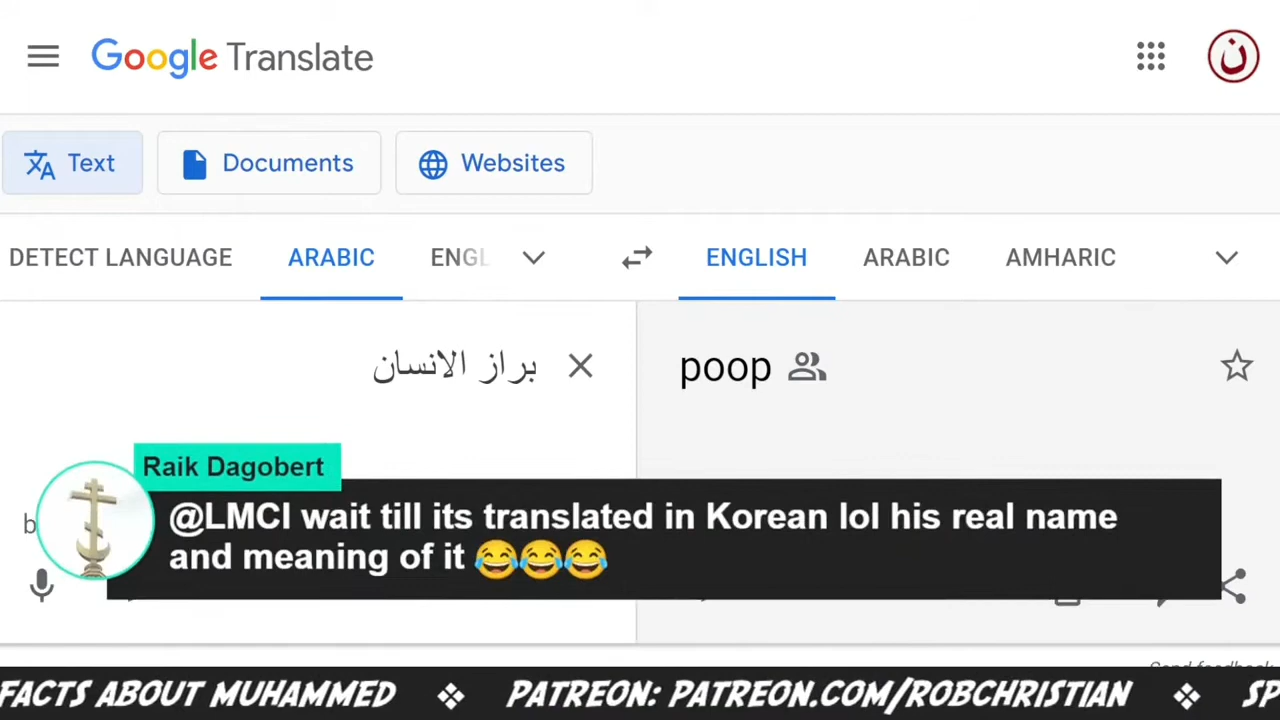 Google Translate
ن
Text
Documents
Websites
DETECT LANGUAGE
ARABIC
ENGL
ENGLISH
ARABIC
AMHARIC
براز الانسان
poop
Raik Dagobert
@LMCI wait till its translated in Korean lol his real name
and meaning of it 😂😂😂
b
FACTS ABOUT MUHAMMED ❖ PATREON: PATREON.COM/ROBCHRISTIAN ❖ SP